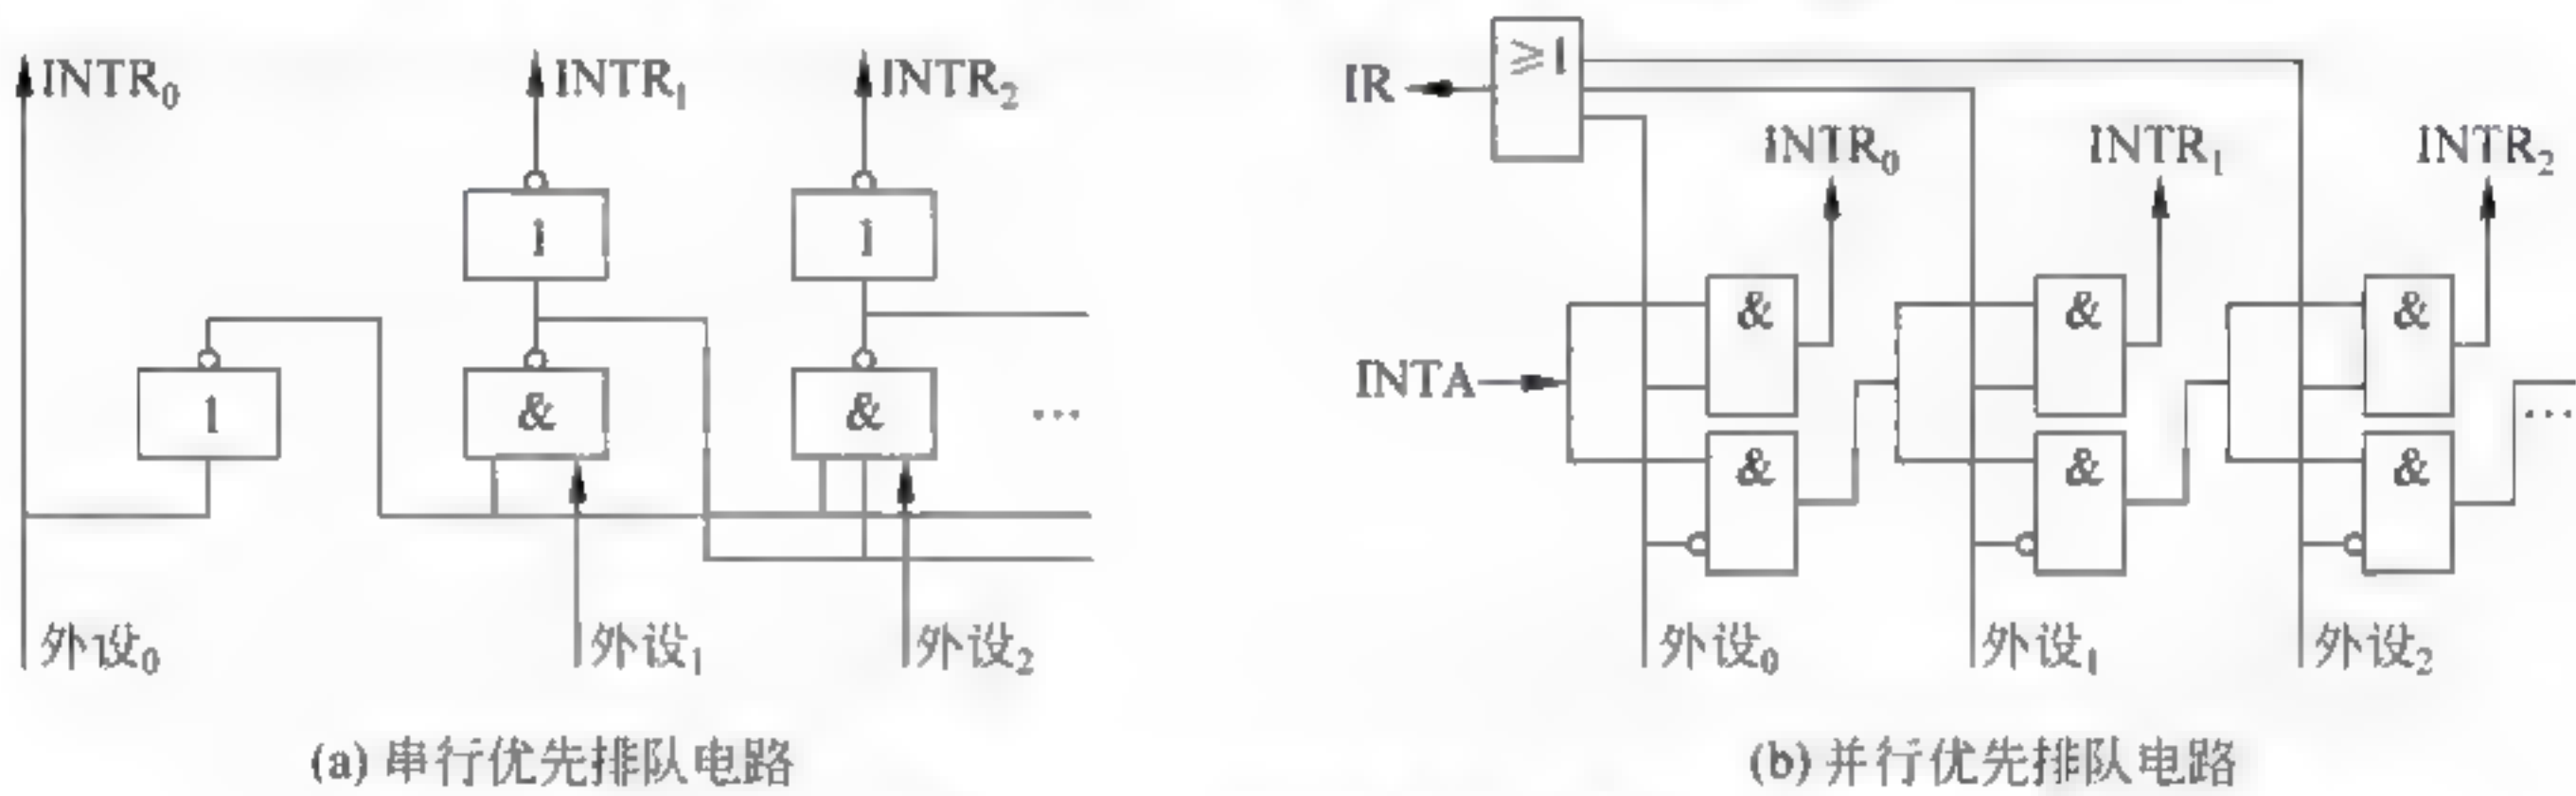 INTR₀
INTR₁
INTR₂
1
1
1
&
&
…
外设₀
外设₁
外设₂
(a) 串行优先排队电路
≥1
IR
INTR₀
INTR₁
INTR₂
&
&
&
INTA
&
&
&
…
外设₀
外设₁
外设₂
(b) 并行优先排队电路